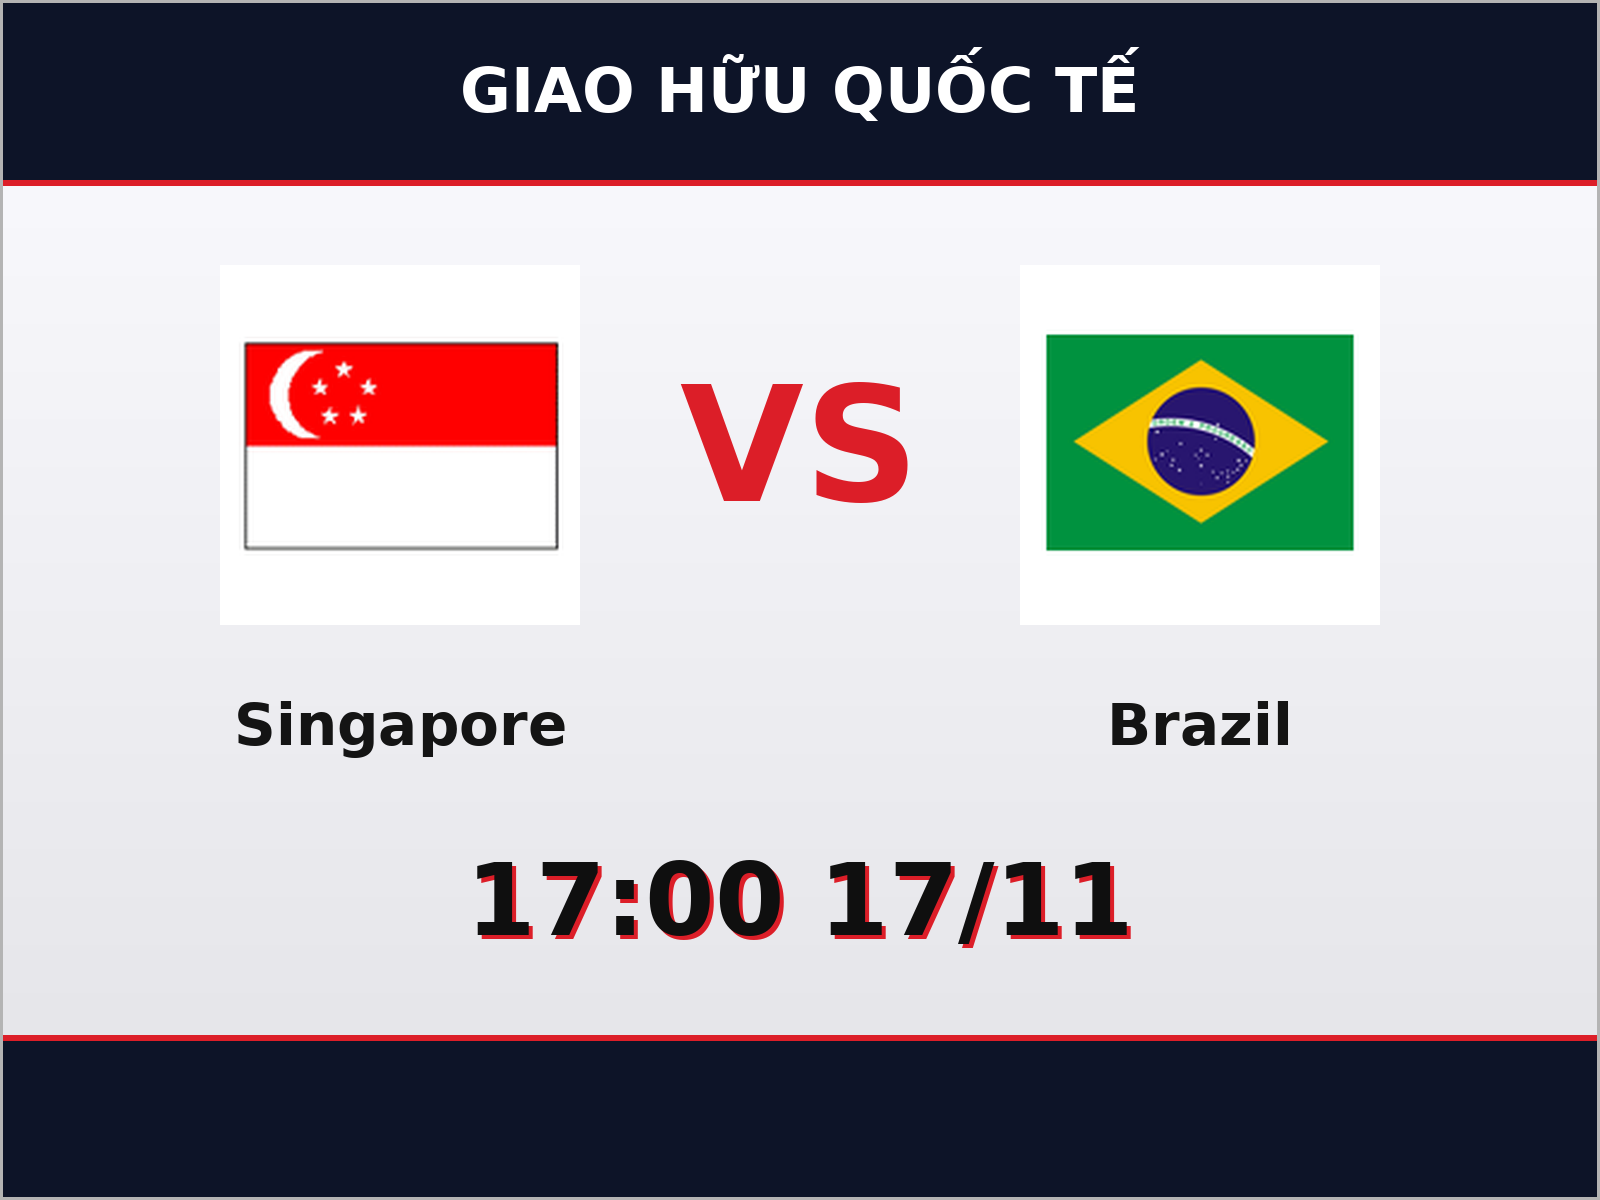 GIAO HỮU QUỐC TẾ
VS
Singapore
Brazil
17:00 17/11